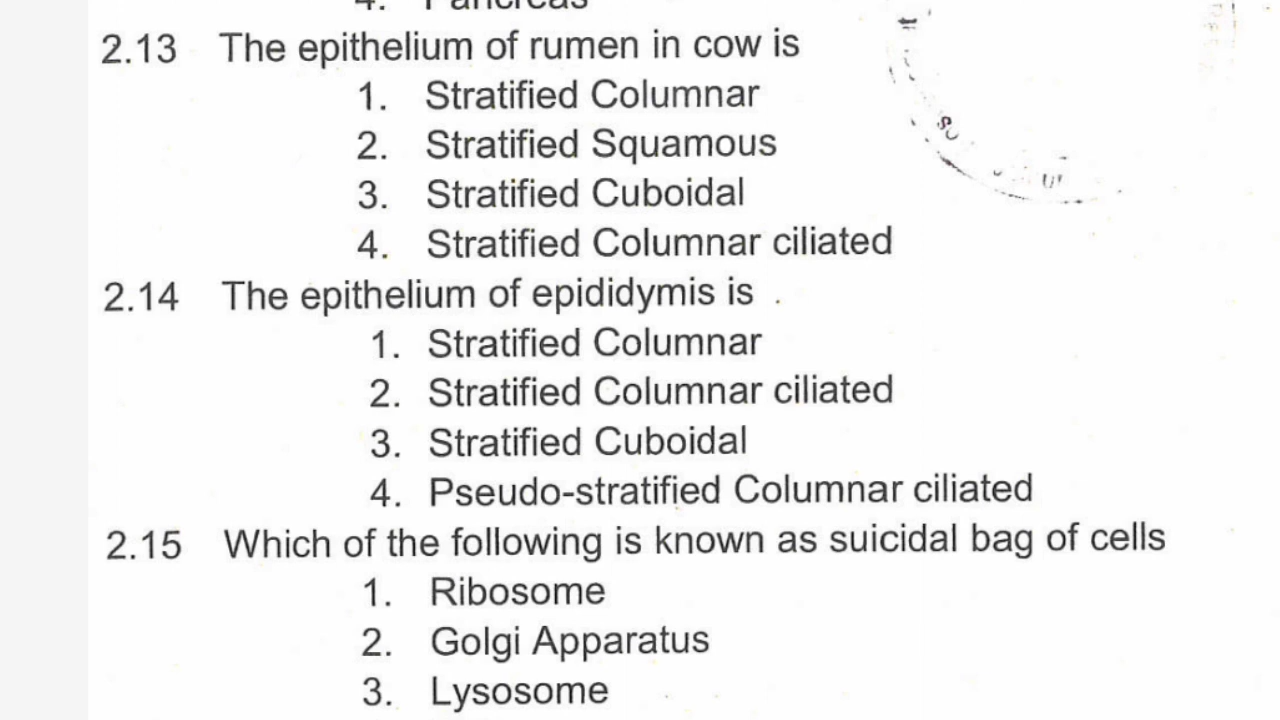 4. Pancreas
2.13 The epithelium of rumen in cow is
1. Stratified Columnar
2. Stratified Squamous
3. Stratified Cuboidal
4. Stratified Columnar ciliated
2.14 The epithelium of epididymis is .
1. Stratified Columnar
2. Stratified Columnar ciliated
3. Stratified Cuboidal
4. Pseudo-stratified Columnar ciliated
2.15 Which of the following is known as suicidal bag of cells
1. Ribosome
2. Golgi Apparatus
3. Lysosome